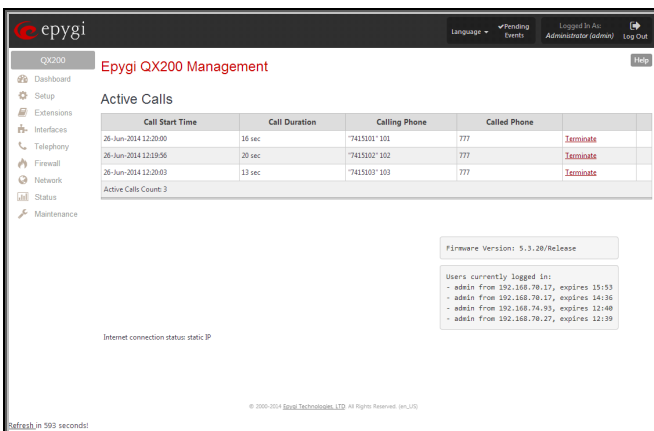 epygi
Language
Pending Events
Logged In As:
Administrator (admin)
Log Out
QX200
Dashboard
Setup
Extensions
Interfaces
Telephony
Firewall
Network
Status
Maintenance
Epygi QX200 Management
Help
Active Calls
Call Start Time Call Duration Calling Phone Called Phone
26-Jun-2014 12:20:00 16 sec "7415101" 101 777 Terminate
26-Jun-2014 12:19:56 20 sec "7415102" 102 777 Terminate
26-Jun-2014 12:20:03 13 sec "7415103" 103 777 Terminate
Active Calls Count: 3
Firmware Version: 5.3.20/Release
Users currently logged in:
- admin from 192.168.70.17, expires 15:53
- admin from 192.168.70.17, expires 14:36
- admin from 192.168.74.93, expires 12:40
- admin from 192.168.70.27, expires 12:39
Internet connection status: static IP
© 2000-2014 Epygi Technologies, LTD. All Rights Reserved. (en_US)
Refresh in 593 seconds!